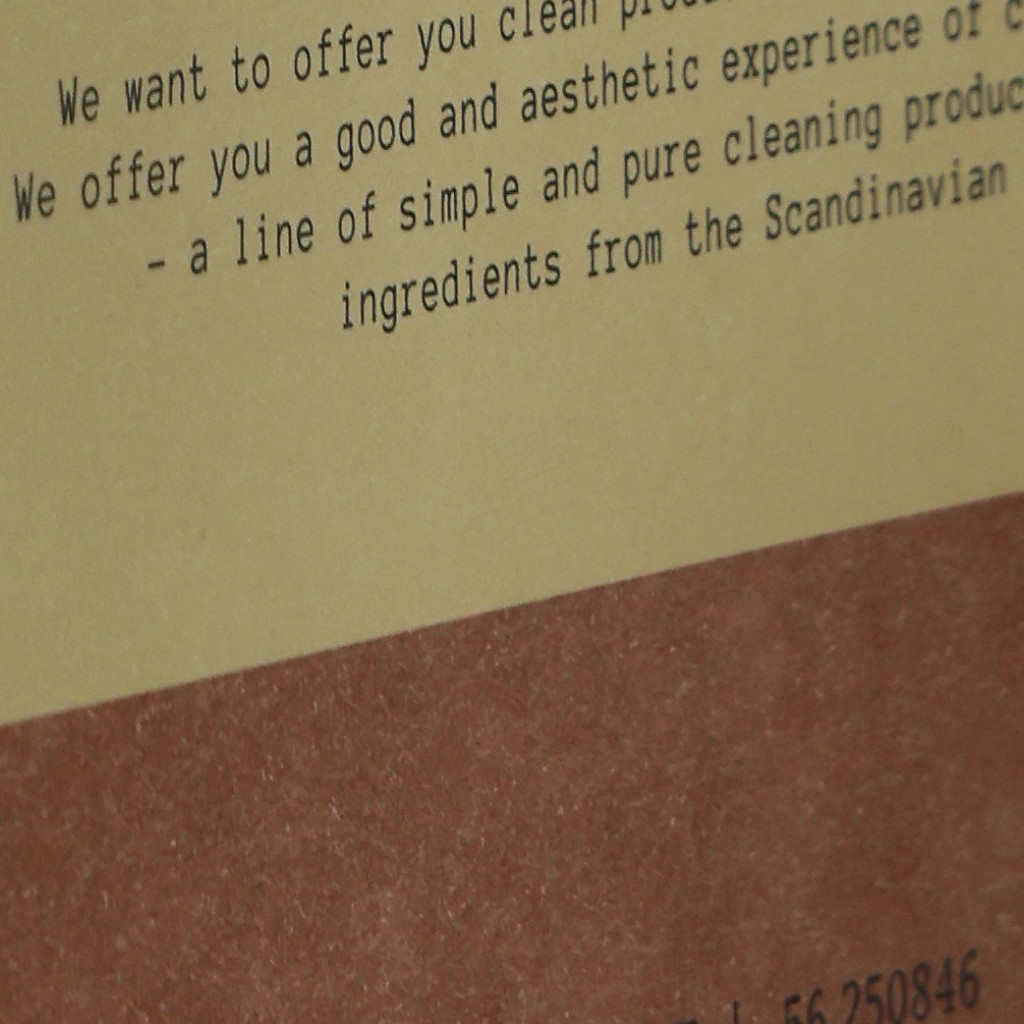 We want to offer you clean
We offer you a good and aesthetic experience of
- a line of simple and pure cleaning
ingredients from the Scandinavian
56 250846